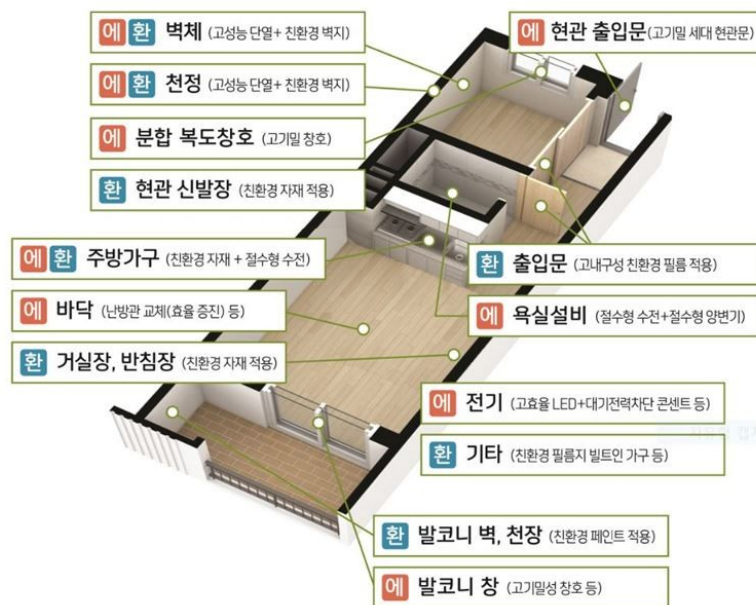 에 환 벽체 (고성능 단열+ 친환경 벽지)
에 현관 출입문(고기밀 세대 현관문)
에 환 천정 (고성능 단열+ 친환경 벽지)
에 분합 복도창호 (고기밀 창호)
환 현관 신발장 (친환경 자재 적용)
에 환 주방가구 (친환경 자재 + 절수형 수전)
환 출입문 (고내구성 친환경 필름 적용)
에 바닥 (난방관 교체(효율 증진) 등)
에 욕실설비 (절수형 수전+절수형 양변기)
환 거실장, 반침장 (친환경 자재 적용)
에 전기 (고효율 LED+대기전력차단 콘센트 등)
환 기타 (친환경 필름지 빌트인 가구 등)
환 발코니 벽, 천장 (친환경 페인트 적용)
에 발코니 창 (고기밀성 창호 등)